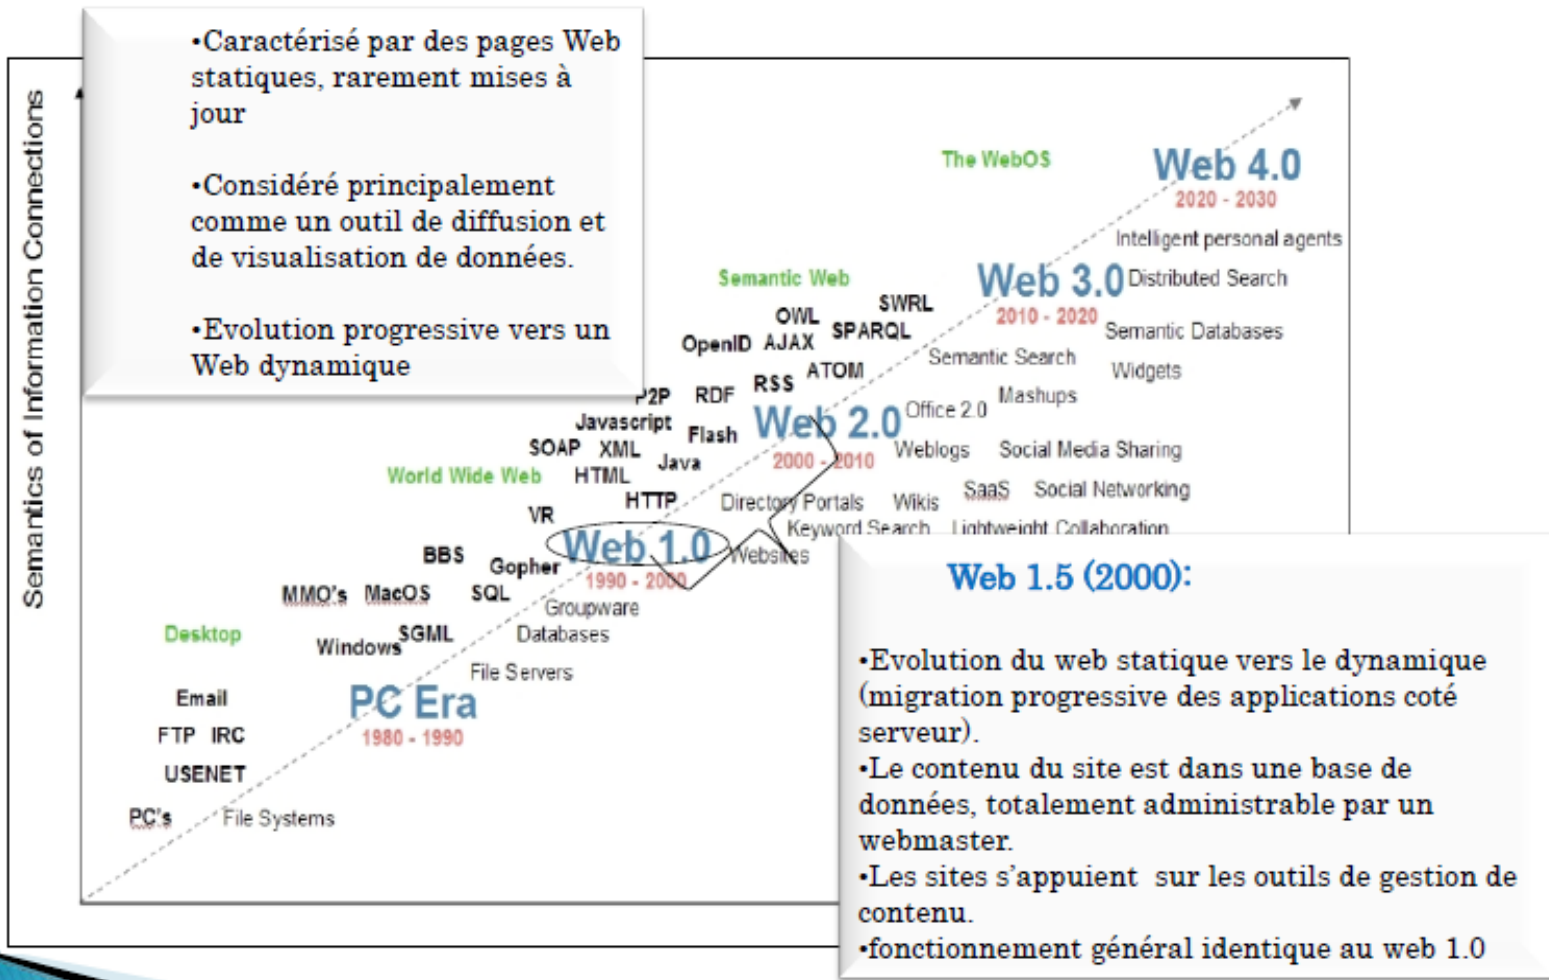 •Caractérisé par des pages Web
statiques, rarement mises à
jour
•Considéré principalement
comme un outil de diffusion et
de visualisation de données.
•Evolution progressive vers un
Web dynamique
Semantics of Information Connections
The WebOS
Web 4.0
2020 - 2030
Intelligent personal agents
Semantic Web
Web 3.0
Distributed Search
2010 - 2020
SWRL
OWL
SPARQL
Semantic Databases
OpenID AJAX
Semantic Search
Widgets
ATOM
RSS
P2P RDF
Mashups
Office 2.0
Javascript
Flash
Web 2.0
2000 - 2010
Weblogs
Social Media Sharing
SOAP XML
Java
World Wide Web
HTML
SaaS
Social Networking
HTTP
Directory Portals
Wikis
VR
Keyword Search
Lightweight Collaboration
Web 1.0
1990 - 2000
Websites
BBS
Gopher
MMO's MacOS SQL
Groupware
Desktop
Windows
SGML
Databases
File Servers
Email
PC Era
1980 - 1990
FTP IRC
USENET
PC's
File Systems
Web 1.5 (2000):
•Evolution du web statique vers le dynamique
(migration progressive des applications coté
serveur).
•Le contenu du site est dans une base de
données, totalement administrable par un
webmaster.
•Les sites s'appuient sur les outils de gestion de
contenu.
•fonctionnement général identique au web 1.0